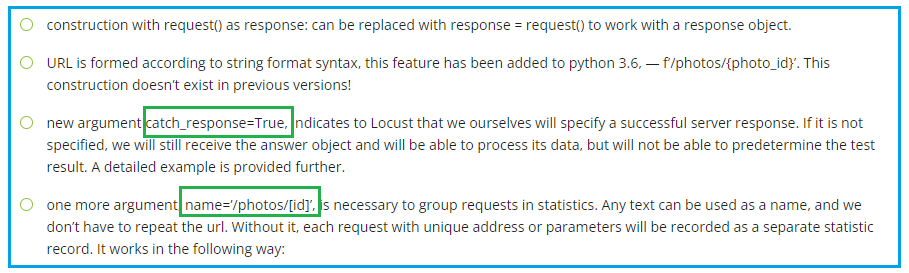 construction with request() as response: can be replaced with response = request() to work with a response object.
URL is formed according to string format syntax, this feature has been added to python 3.6, — f'/photos/{photo_id}'. This
construction doesn't exist in previous versions!
new argument catch_response=True, indicates to Locust that we ourselves will specify a successful server response. If it is not
specified, we will still receive the answer object and will be able to process its data, but will not be able to predetermine the test
result. A detailed example is provided further.
one more argument name='/photos/[id]', is necessary to group requests in statistics. Any text can be used as a name, and we
don't have to repeat the url. Without it, each request with unique address or parameters will be recorded as a separate statistic
record. It works in the following way: